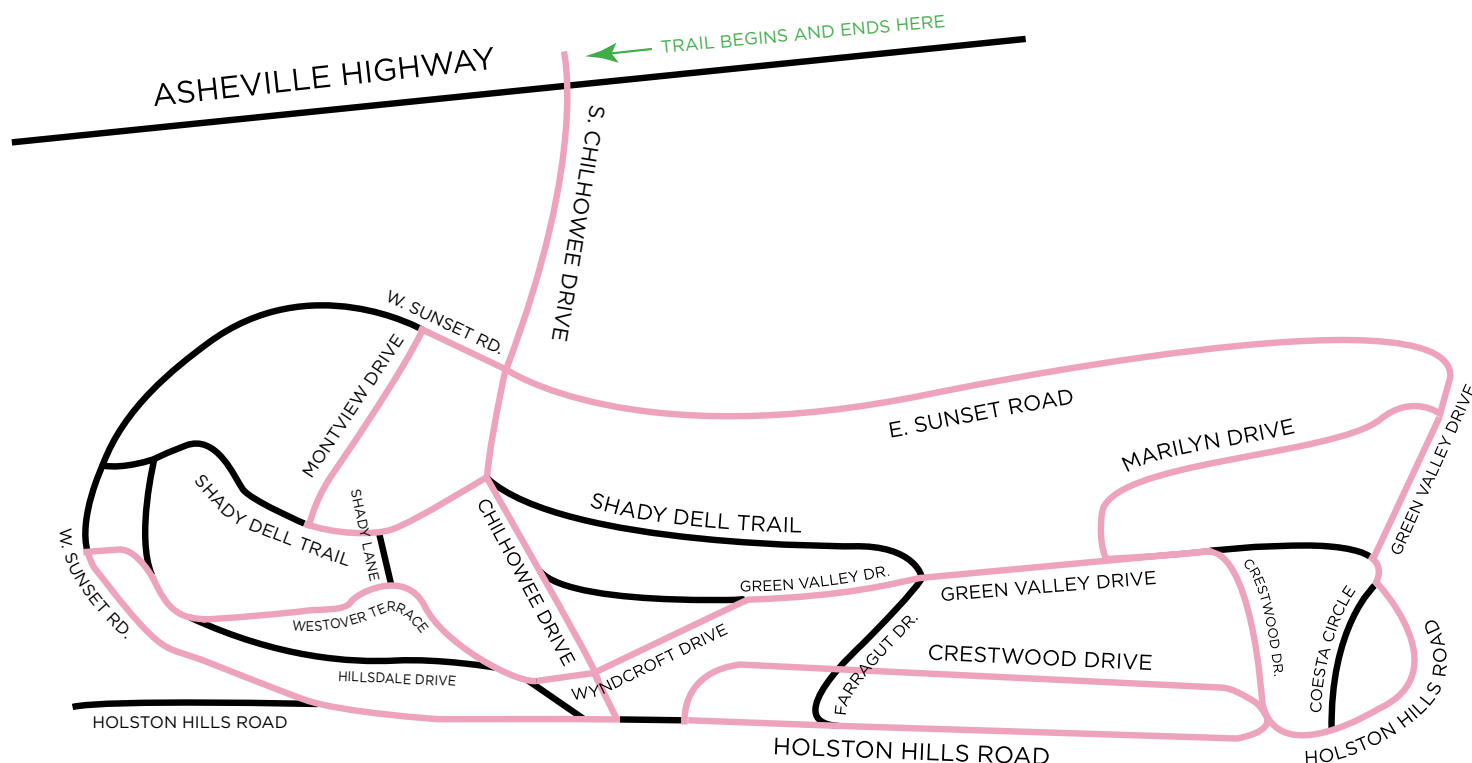 TRAIL BEGINS AND ENDS HERE
ASHEVILLE HIGHWAY
S. CHILHOWEE DRIVE
W. SUNSET RD.
MONTVIEW DRIVE
E. SUNSET ROAD
MARILYN DRIVE
GREEN VALLEY DRIVE
SHADY DELL TRAIL
SHADY LANE
CHILHOWEE DRIVE
SHADY DELL TRAIL
W. SUNSET RD.
GREEN VALLEY DR.
GREEN VALLEY DRIVE
CRESTWOOD DR.
COESTA CIRCLE
WESTOVER TERRACE
WYNDCROFT DRIVE
FARRAGUT DR.
CRESTWOOD DRIVE
HOLSTON HILLS ROAD
HILLSDALE DRIVE
HOLSTON HILLS ROAD
HOLSTON HILLS ROAD